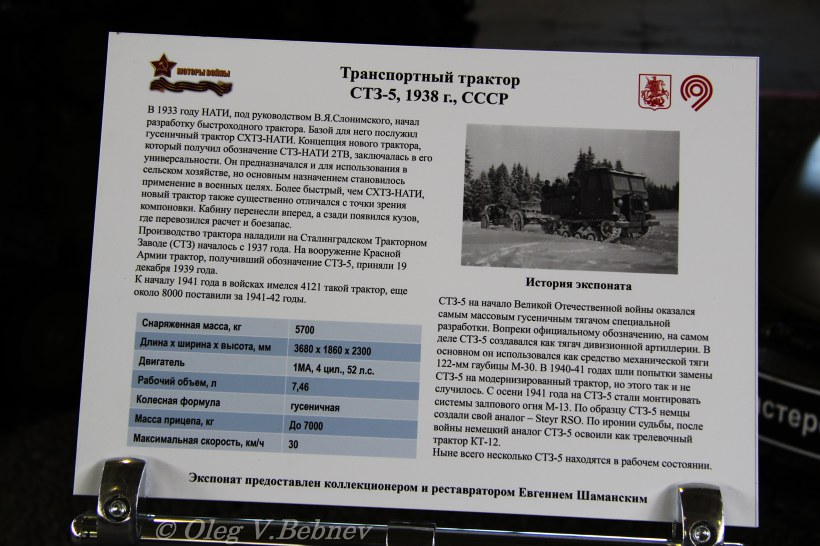 МОТОРЫ ВОЙНЫ
Транспортный трактор
СТЗ-5, 1938 г., СССР
В 1933 году НАТИ, под руководством В.Я.Слонимского, начал
разработку быстроходного трактора. Базой для него послужил
гусеничный трактор СХТЗ-НАТИ. Концепция нового трактора,
который получил обозначение СТЗ-НАТИ 2ТВ, заключалась в его
универсальности. Он предназначался и для использования в
сельском хозяйстве, но основным назначением становилось
применение в военных целях. Более быстрый, чем СХТЗ-НАТИ,
новый трактор также существенно отличался с точки зрения
компоновки. Кабину перенесли вперед, а сзади появился кузов,
где перевозился расчет и боезапас.
Производство трактора наладили на Сталинградском Тракторном
Заводе (СТЗ) началось с 1937 года. На вооружение Красной
Армии трактор, получивший обозначение СТЗ-5, приняли 19
декабря 1939 года.
К началу 1941 года в войсках имелся 4121 такой трактор, еще
около 8000 поставили за 1941-42 годы.
Снаряженная масса, кг 5700
Длина х ширина х высота, мм 3680 х 1860 х 2300
Двигатель 1МА, 4 цил., 52 л.с.
Рабочий объем, л 7,46
Колесная формула гусеничная
Масса прицепа, кг До 7000
Максимальная скорость, км/ч 30
История экспоната
СТЗ-5 на начало Великой Отечественной войны оказался
самым массовым гусеничным тягачом специальной
разработки. Вопреки официальному обозначению, на самом
деле СТЗ-5 создавался как тягач дивизионной артиллерии. В
основном он использовался как средство механической тяги
122-мм гаубицы М-30. В 1940-41 годах шли попытки замены
СТЗ-5 на модернизированный трактор, но этого так и не
случилось. С осени 1941 года на СТЗ-5 стали монтировать
системы залпового огня М-13. По образцу СТЗ-5 немцы
создали свой аналог – Steyr RSO. По иронии судьбы, после
войны немецкий аналог СТЗ-5 освоили как трелевочный
трактор КТ-12.
Ныне всего несколько СТЗ-5 находятся в рабочем состоянии.
Экспонат предоставлен коллекционером и реставратором Евгением Шаманским
© Oleg V.Bebnev